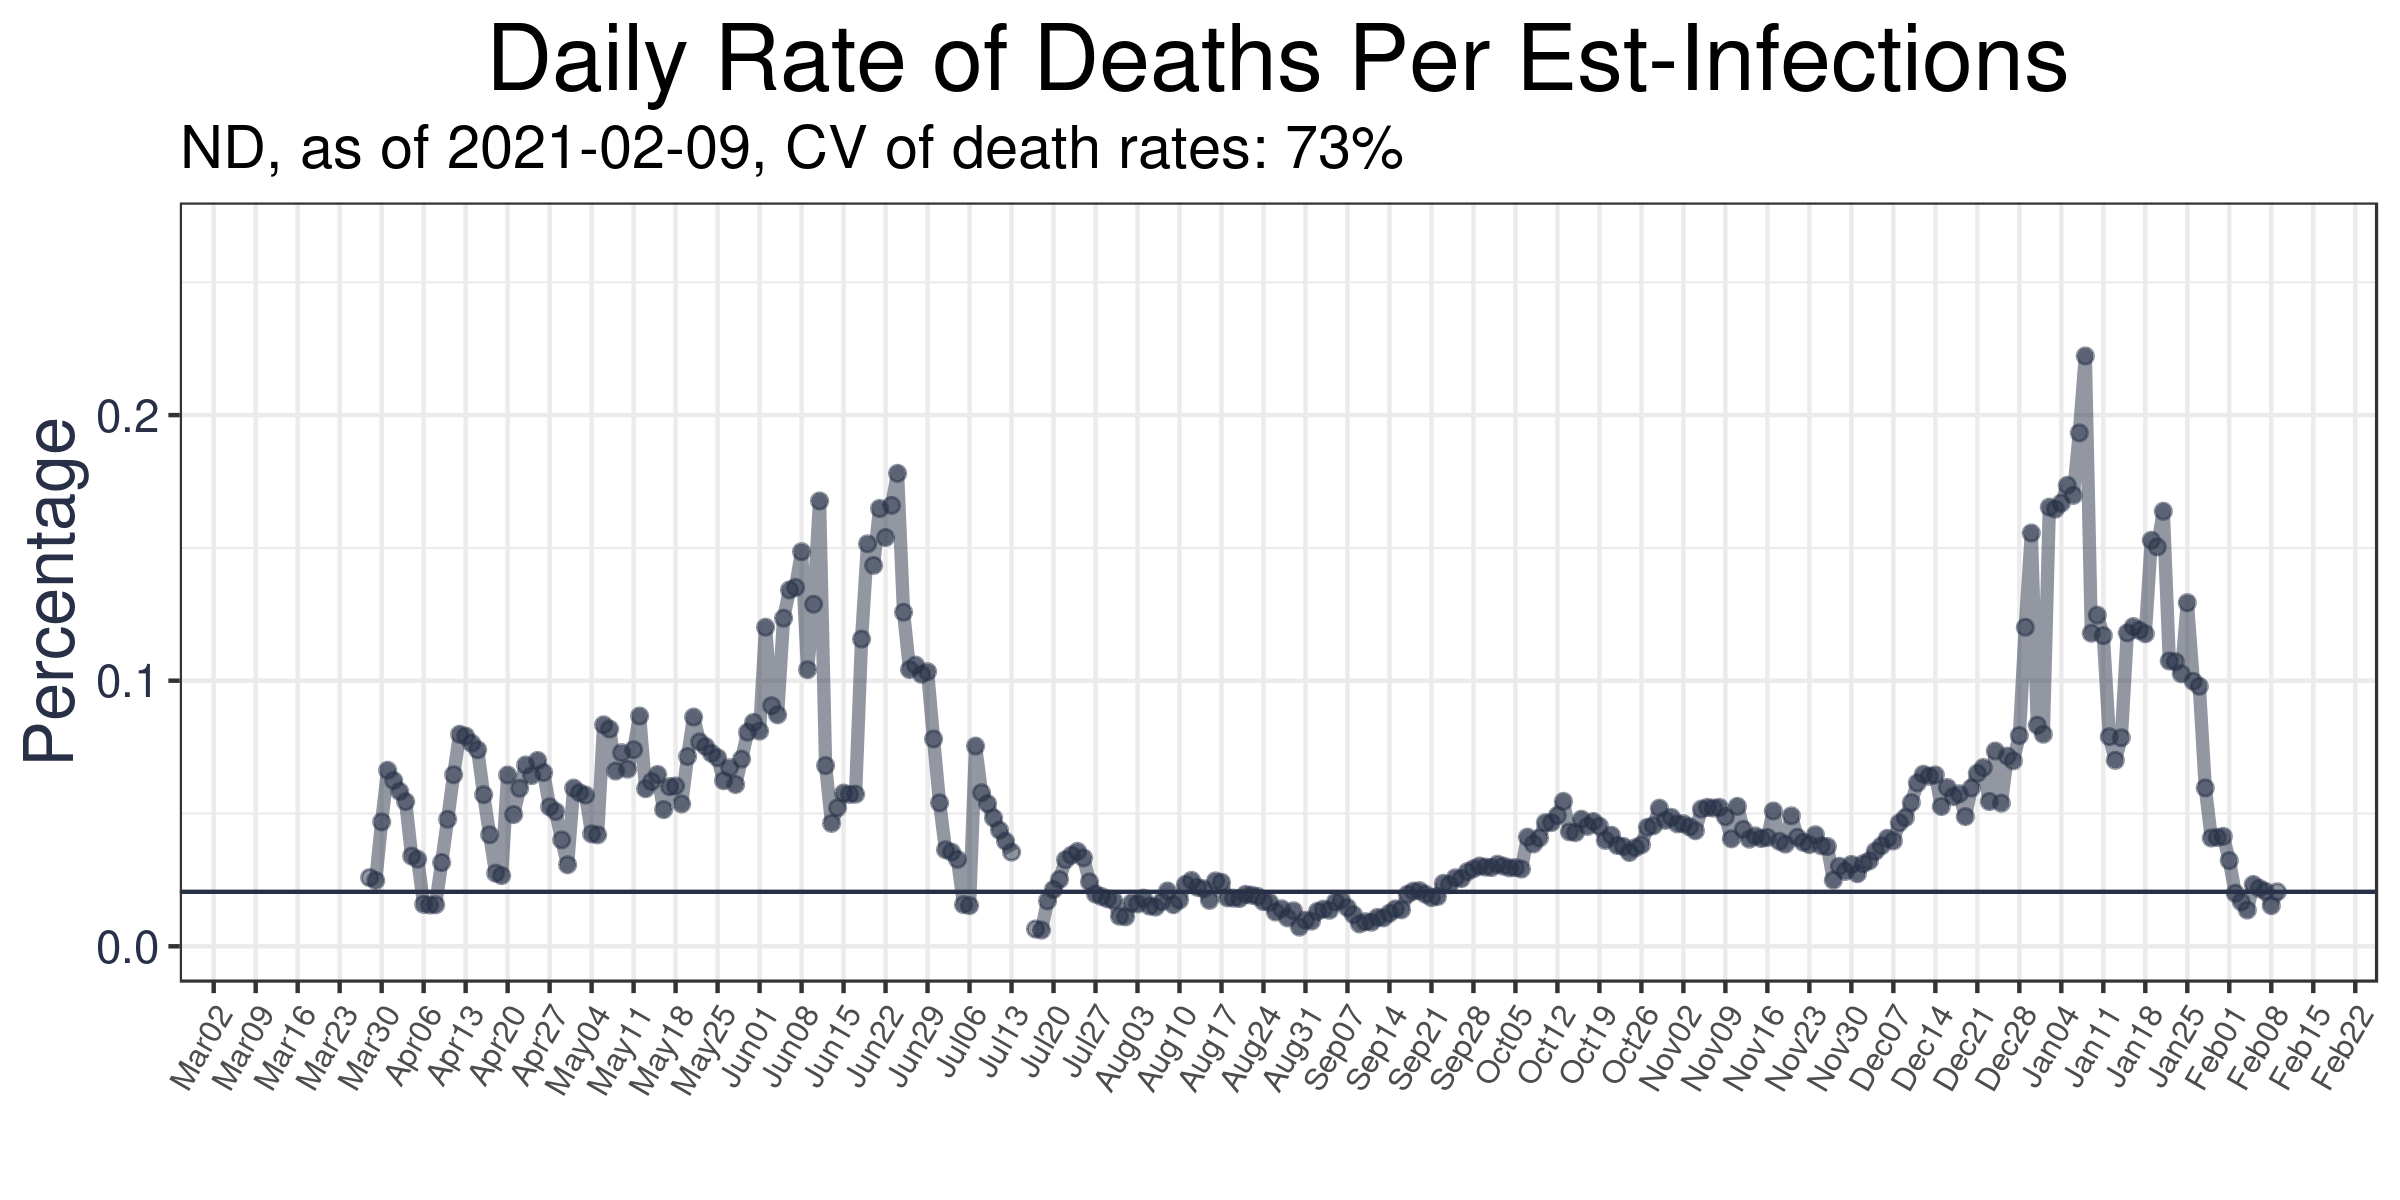 Daily Rate of Deaths Per Est-Infections
ND, as of 2021-02-09, CV of death rates: 73%
Percentage
0.2
0.1
0.0
Mar02
Mar09
Mar16
Mar23
Mar30
Apr06
Apr13
Apr20
Apr27
May04
May11
May18
May25
Jun01
Jun08
Jun15
Jun22
Jun29
Jul06
Jul13
Jul20
Jul27
Aug03
Aug10
Aug17
Aug24
Aug31
Sep07
Sep14
Sep21
Sep28
Oct05
Oct12
Oct19
Oct26
Nov02
Nov09
Nov16
Nov23
Nov30
Dec07
Dec14
Dec21
Dec28
Jan04
Jan11
Jan18
Jan25
Feb01
Feb08
Feb15
Feb22